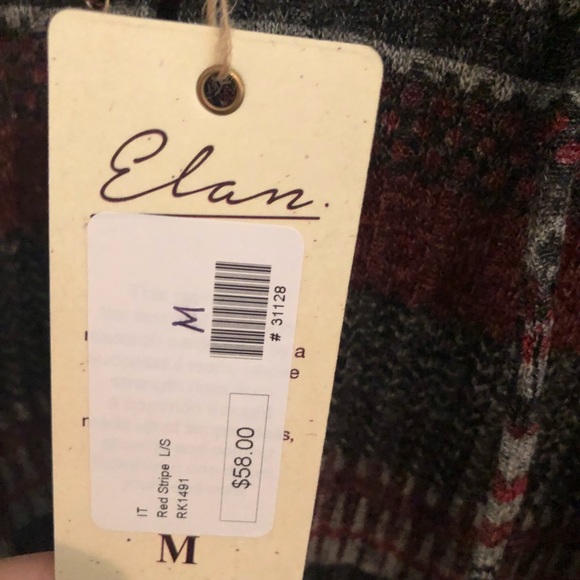 Elan.
M
# 31128
a
e
s,
$58.00
IT
Red Stripe L/S
RK1491
M